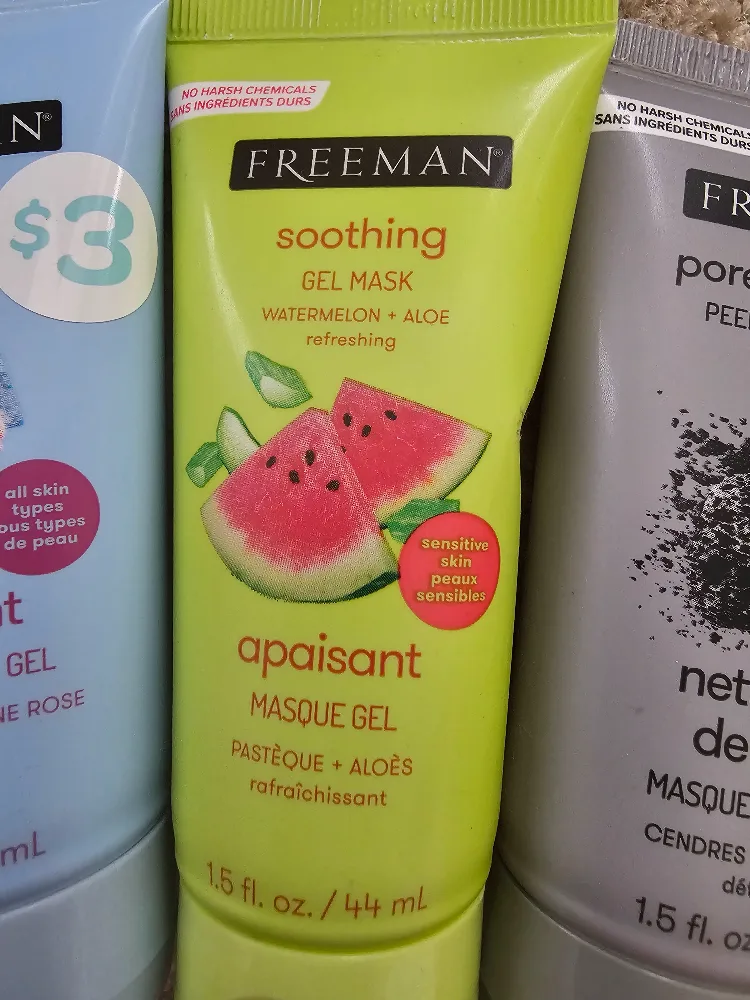 N®
$3
all skin
types
ous types
de peau
t
GEL
NE ROSE
mL
NO HARSH CHEMICALS
SANS INGRÉDIENTS DURS
FREEMAN®
soothing
GEL MASK
WATERMELON + ALOE
refreshing
sensitive
skin
peaux
sensibles
apaisant
MASQUE GEL
PASTÈQUE + ALOÈS
rafraîchissant
1.5 fl. oz. / 44 mL
NO HARSH CHEMICALS
SANS INGRÉDIENTS DURS
FR
pore
PEE
net
de
MASQUE
CENDRES
dét
1.5 fl. oz